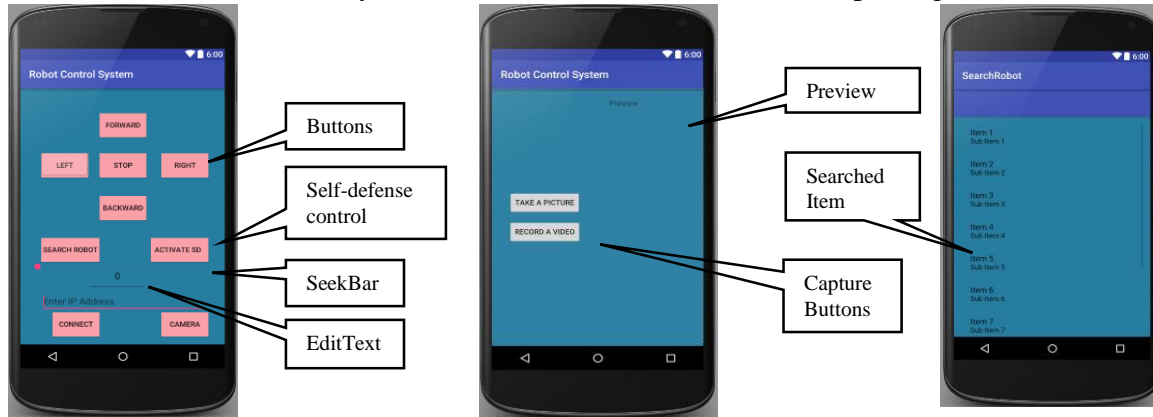 6:00
Robot Control System
FORWARD
LEFT
STOP
RIGHT
BACKWARD
SEARCH ROBOT
ACTIVATE SD
0
Enter IP Address
CONNECT
CAMERA
Buttons
Self-defense
control
SeekBar
EditText
6:00
Robot Control System
Preview
TAKE A PICTURE
RECORD A VIDEO
Preview
Searched
Item
Capture
Buttons
6:00
SearchRobot
Item 1
Sub Item 1
Item 2
Sub Item 2
Item 3
Sub Item 3
Item 4
Sub Item 4
Item 5
Sub Item 5
Item 6
Sub Item 6
Item 7
Sub Item 7